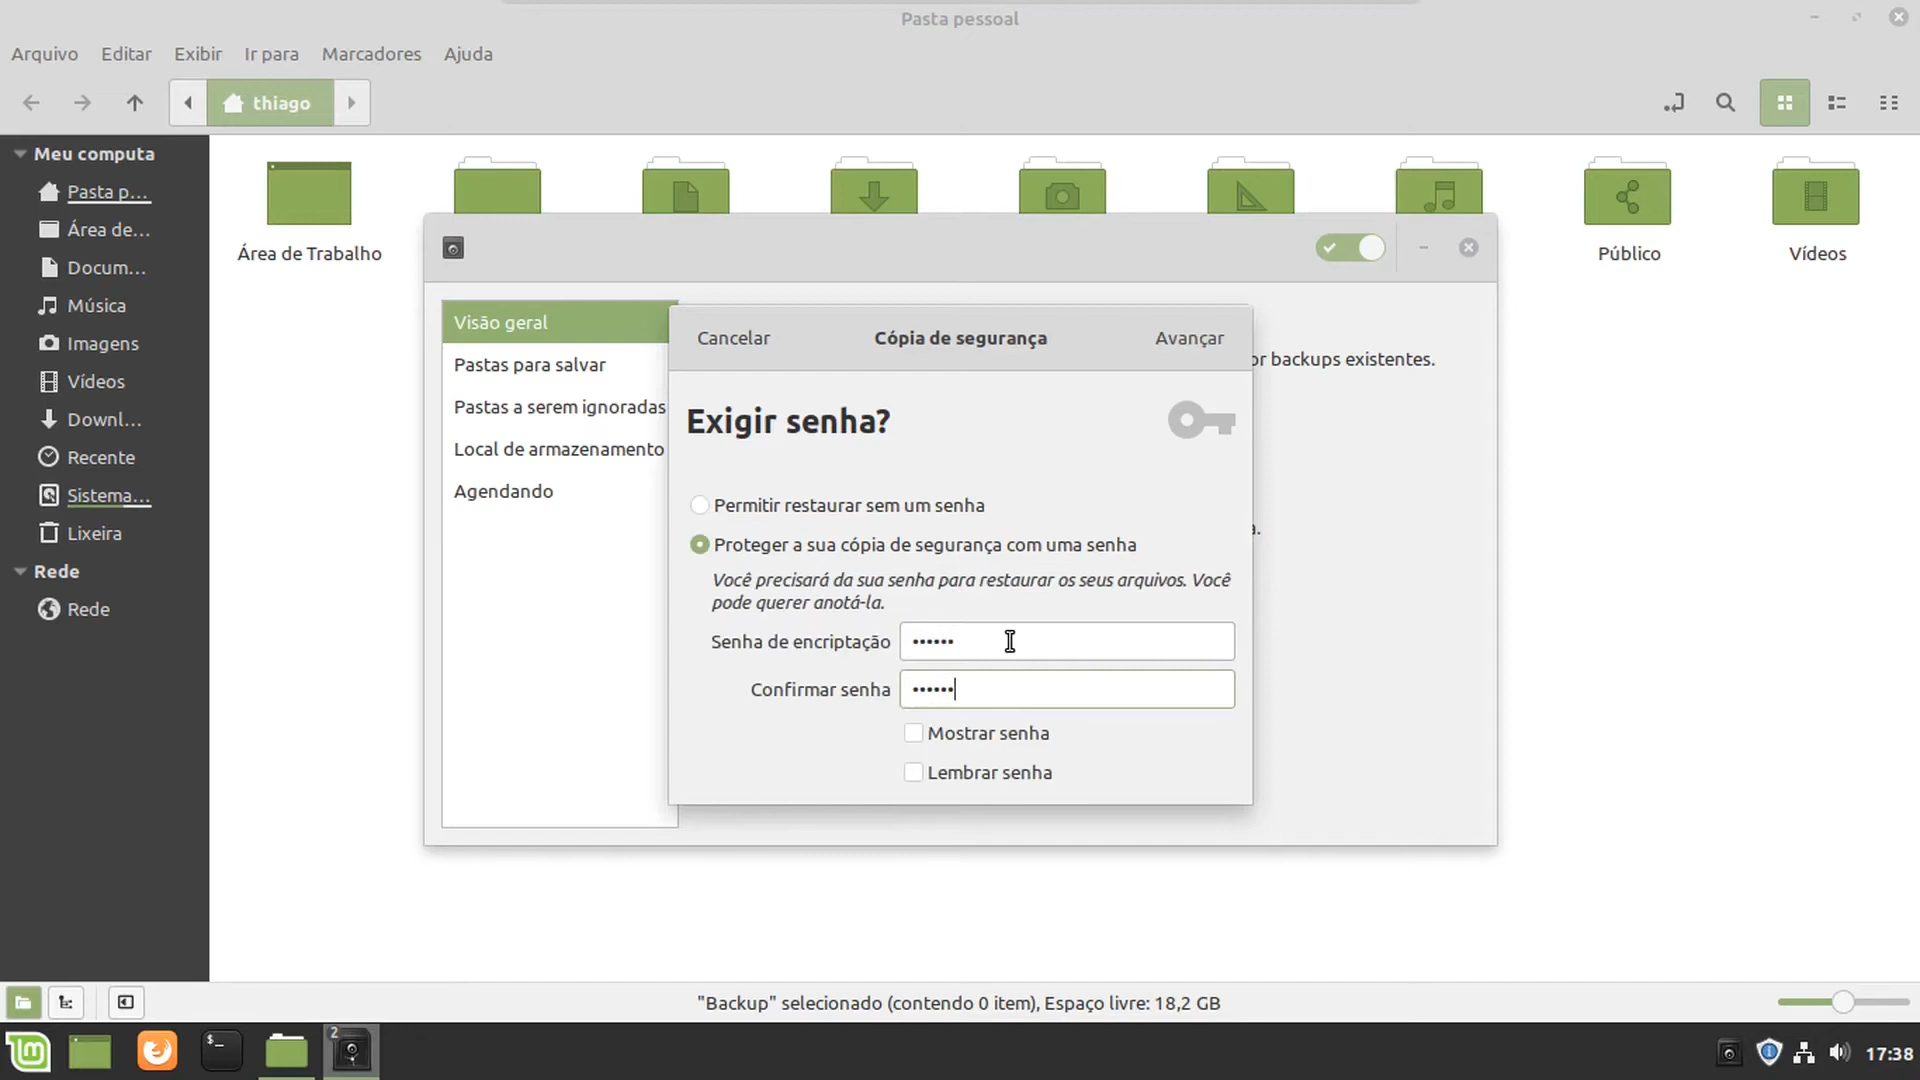 Pasta pessoal
Arquivo Editar Exibir Ir para Marcadores Ajuda
thiago
Meu computa
Pasta p...
Área de...
Docum...
Música
Imagens
Vídeos
Downl...
Recente
Sistema...
Lixeira
Rede
Rede
Área de Trabalho
Público
Vídeos
Visão geral
Pastas para salvar
Pastas a serem ignoradas
Local de armazenamento
Agendando
or backups existentes.
a.
Cancelar Cópia de segurança Avançar
Exigir senha?
Permitir restaurar sem um senha
Proteger a sua cópia de segurança com uma senha
Você precisará da sua senha para restaurar os seus arquivos. Você
pode querer anotá-la.
Senha de encriptação ••••••
Confirmar senha ••••••
Mostrar senha
Lembrar senha
"Backup" selecionado (contendo 0 item), Espaço livre: 18,2 GB
$_
2
17:38